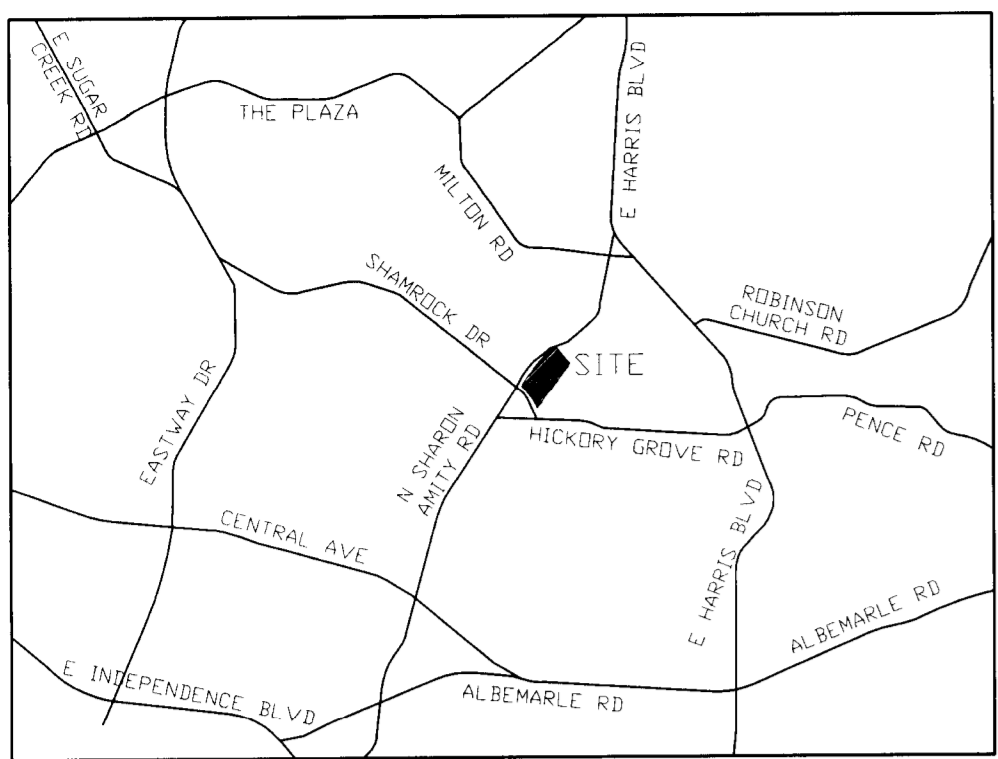 E SUGAR
CREEK RD
THE PLAZA
E HARRIS BLVD
MILTON RD
SHAMROCK DR
ROBINSON
CHURCH RD
SITE
EASTWAY DR
N SHARON
AMITY RD
HICKORY GROVE RD
PENCE RD
CENTRAL AVE
E HARRIS BLVD
ALBEMARLE RD
E INDEPENDENCE BLVD
ALBEMARLE RD